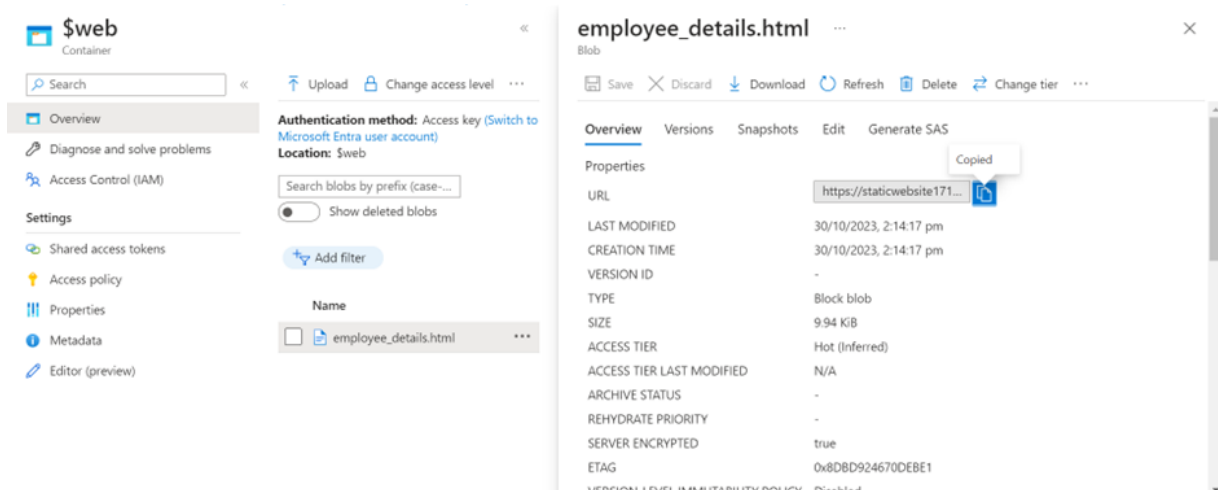 $web
Container
Search
Overview
Diagnose and solve problems
Access Control (IAM)
Settings
Shared access tokens
Access policy
Properties
Metadata
Editor (preview)
Upload
Change access level
Authentication method: Access key (Switch to
Microsoft Entra user account)
Location: $web
Search blobs by prefix (case-...
Show deleted blobs
Add filter
Name
employee_details.html
employee_details.html
Blob
Save Discard Download Refresh Delete Change tier
Overview Versions Snapshots Edit Generate SAS
Copied
Properties
URL https://staticwebsite171...
LAST MODIFIED 30/10/2023, 2:14:17 pm
CREATION TIME 30/10/2023, 2:14:17 pm
VERSION ID -
TYPE Block blob
SIZE 9.94 KiB
ACCESS TIER Hot (Inferred)
ACCESS TIER LAST MODIFIED N/A
ARCHIVE STATUS -
REHYDRATE PRIORITY -
SERVER ENCRYPTED true
ETAG 0x8DBD924670DEBE1
VERSION-LEVEL IMMUTABILITY POLICY Disabled